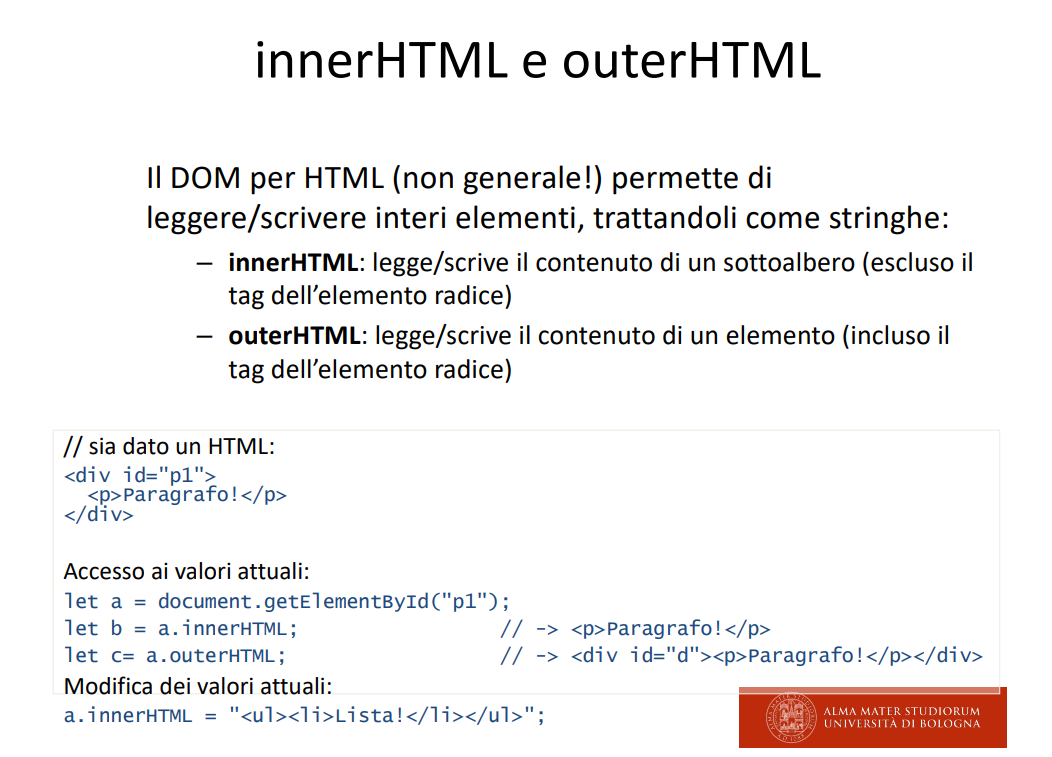 innerHTML e outerHTML
Il DOM per HTML (non generale!) permette di
leggere/scrivere interi elementi, trattandoli come stringhe:
– innerHTML: legge/scrive il contenuto di un sottoalbero (escluso il
tag dell’elemento radice)
– outerHTML: legge/scrive il contenuto di un elemento (incluso il
tag dell’elemento radice)
// sia dato un HTML:
<div id="p1">
  <p>Paragrafo!</p>
</div>
Accesso ai valori attuali:
let a = document.getElementById("p1");
let b = a.innerHTML; // -> <p>Paragrafo!</p>
let c= a.outerHTML; // -> <div id="d"><p>Paragrafo!</p></div>
Modifica dei valori attuali:
a.innerHTML = "<ul><li>Lista!</li></ul>";
ALMA MATER STUDIORUM
UNIVERSITÀ DI BOLOGNA